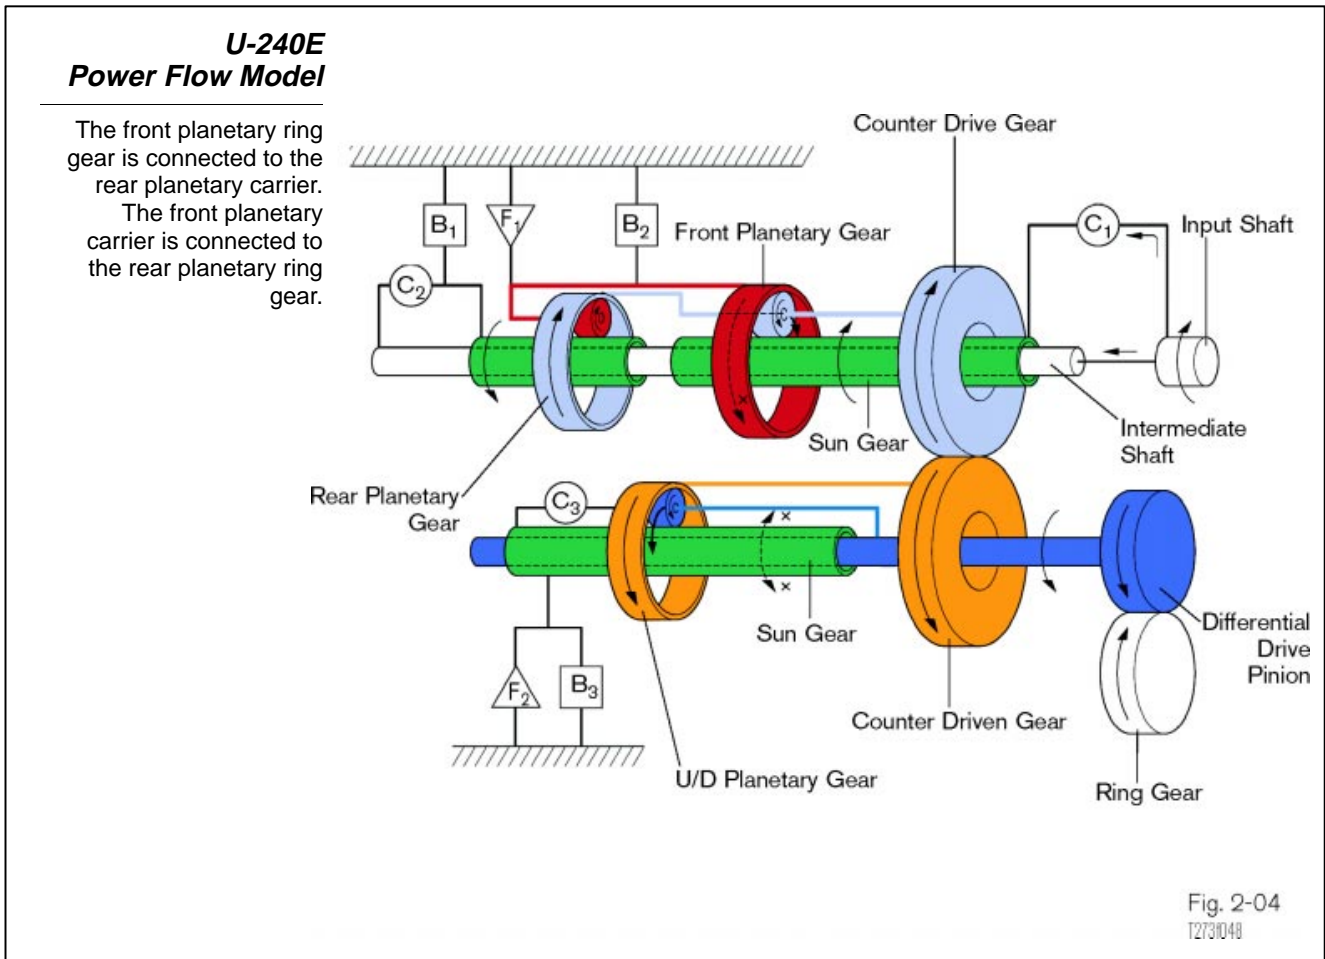 U-240E
Power Flow Model
The front planetary ring
gear is connected to the
rear planetary carrier.
The front planetary
carrier is connected to
the rear planetary ring
gear.
Counter Drive Gear
B1
F1
B2
C1
Input Shaft
Front Planetary Gear
C2
Sun Gear
Intermediate
Shaft
Rear Planetary
Gear
C3
Sun Gear
Differential
Drive
Pinion
F2
B3
Counter Driven Gear
U/D Planetary Gear
Ring Gear
Fig. 2-04
T273f048